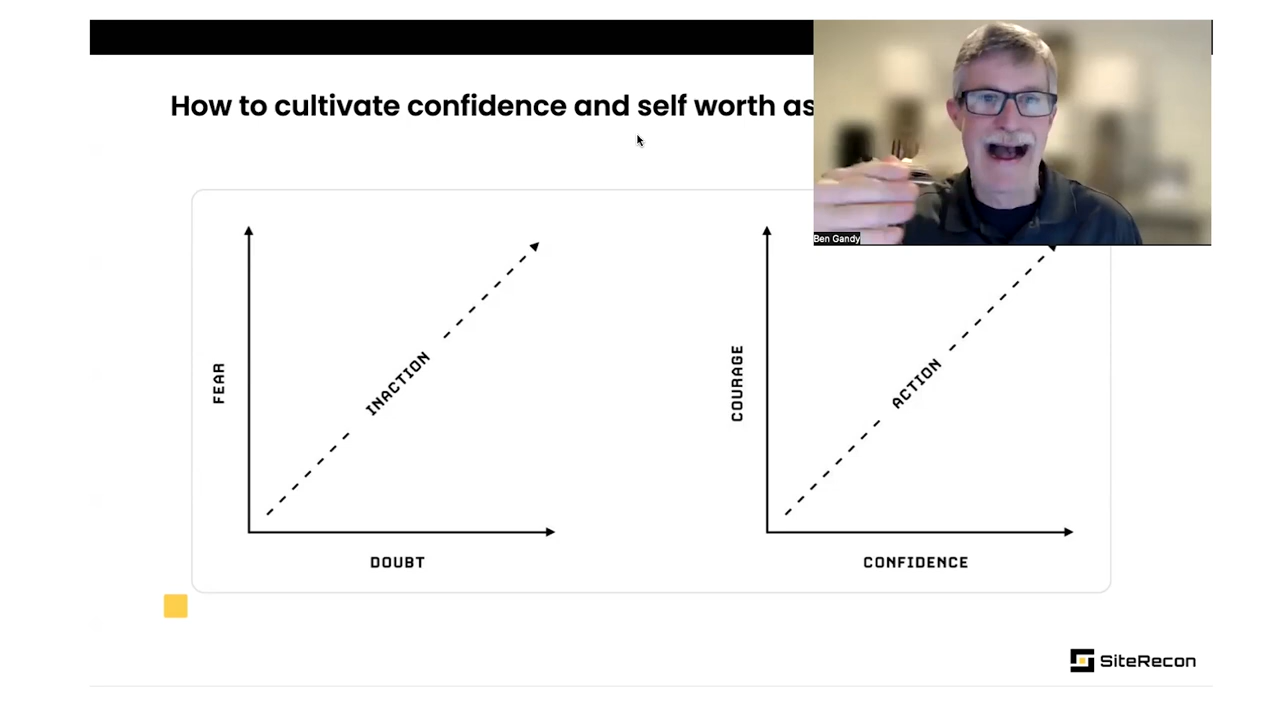 How to cultivate confidence and self worth as
Ben Gandy
FEAR
INACTION
DOUBT
COURAGE
ACTION
CONFIDENCE
SiteRecon